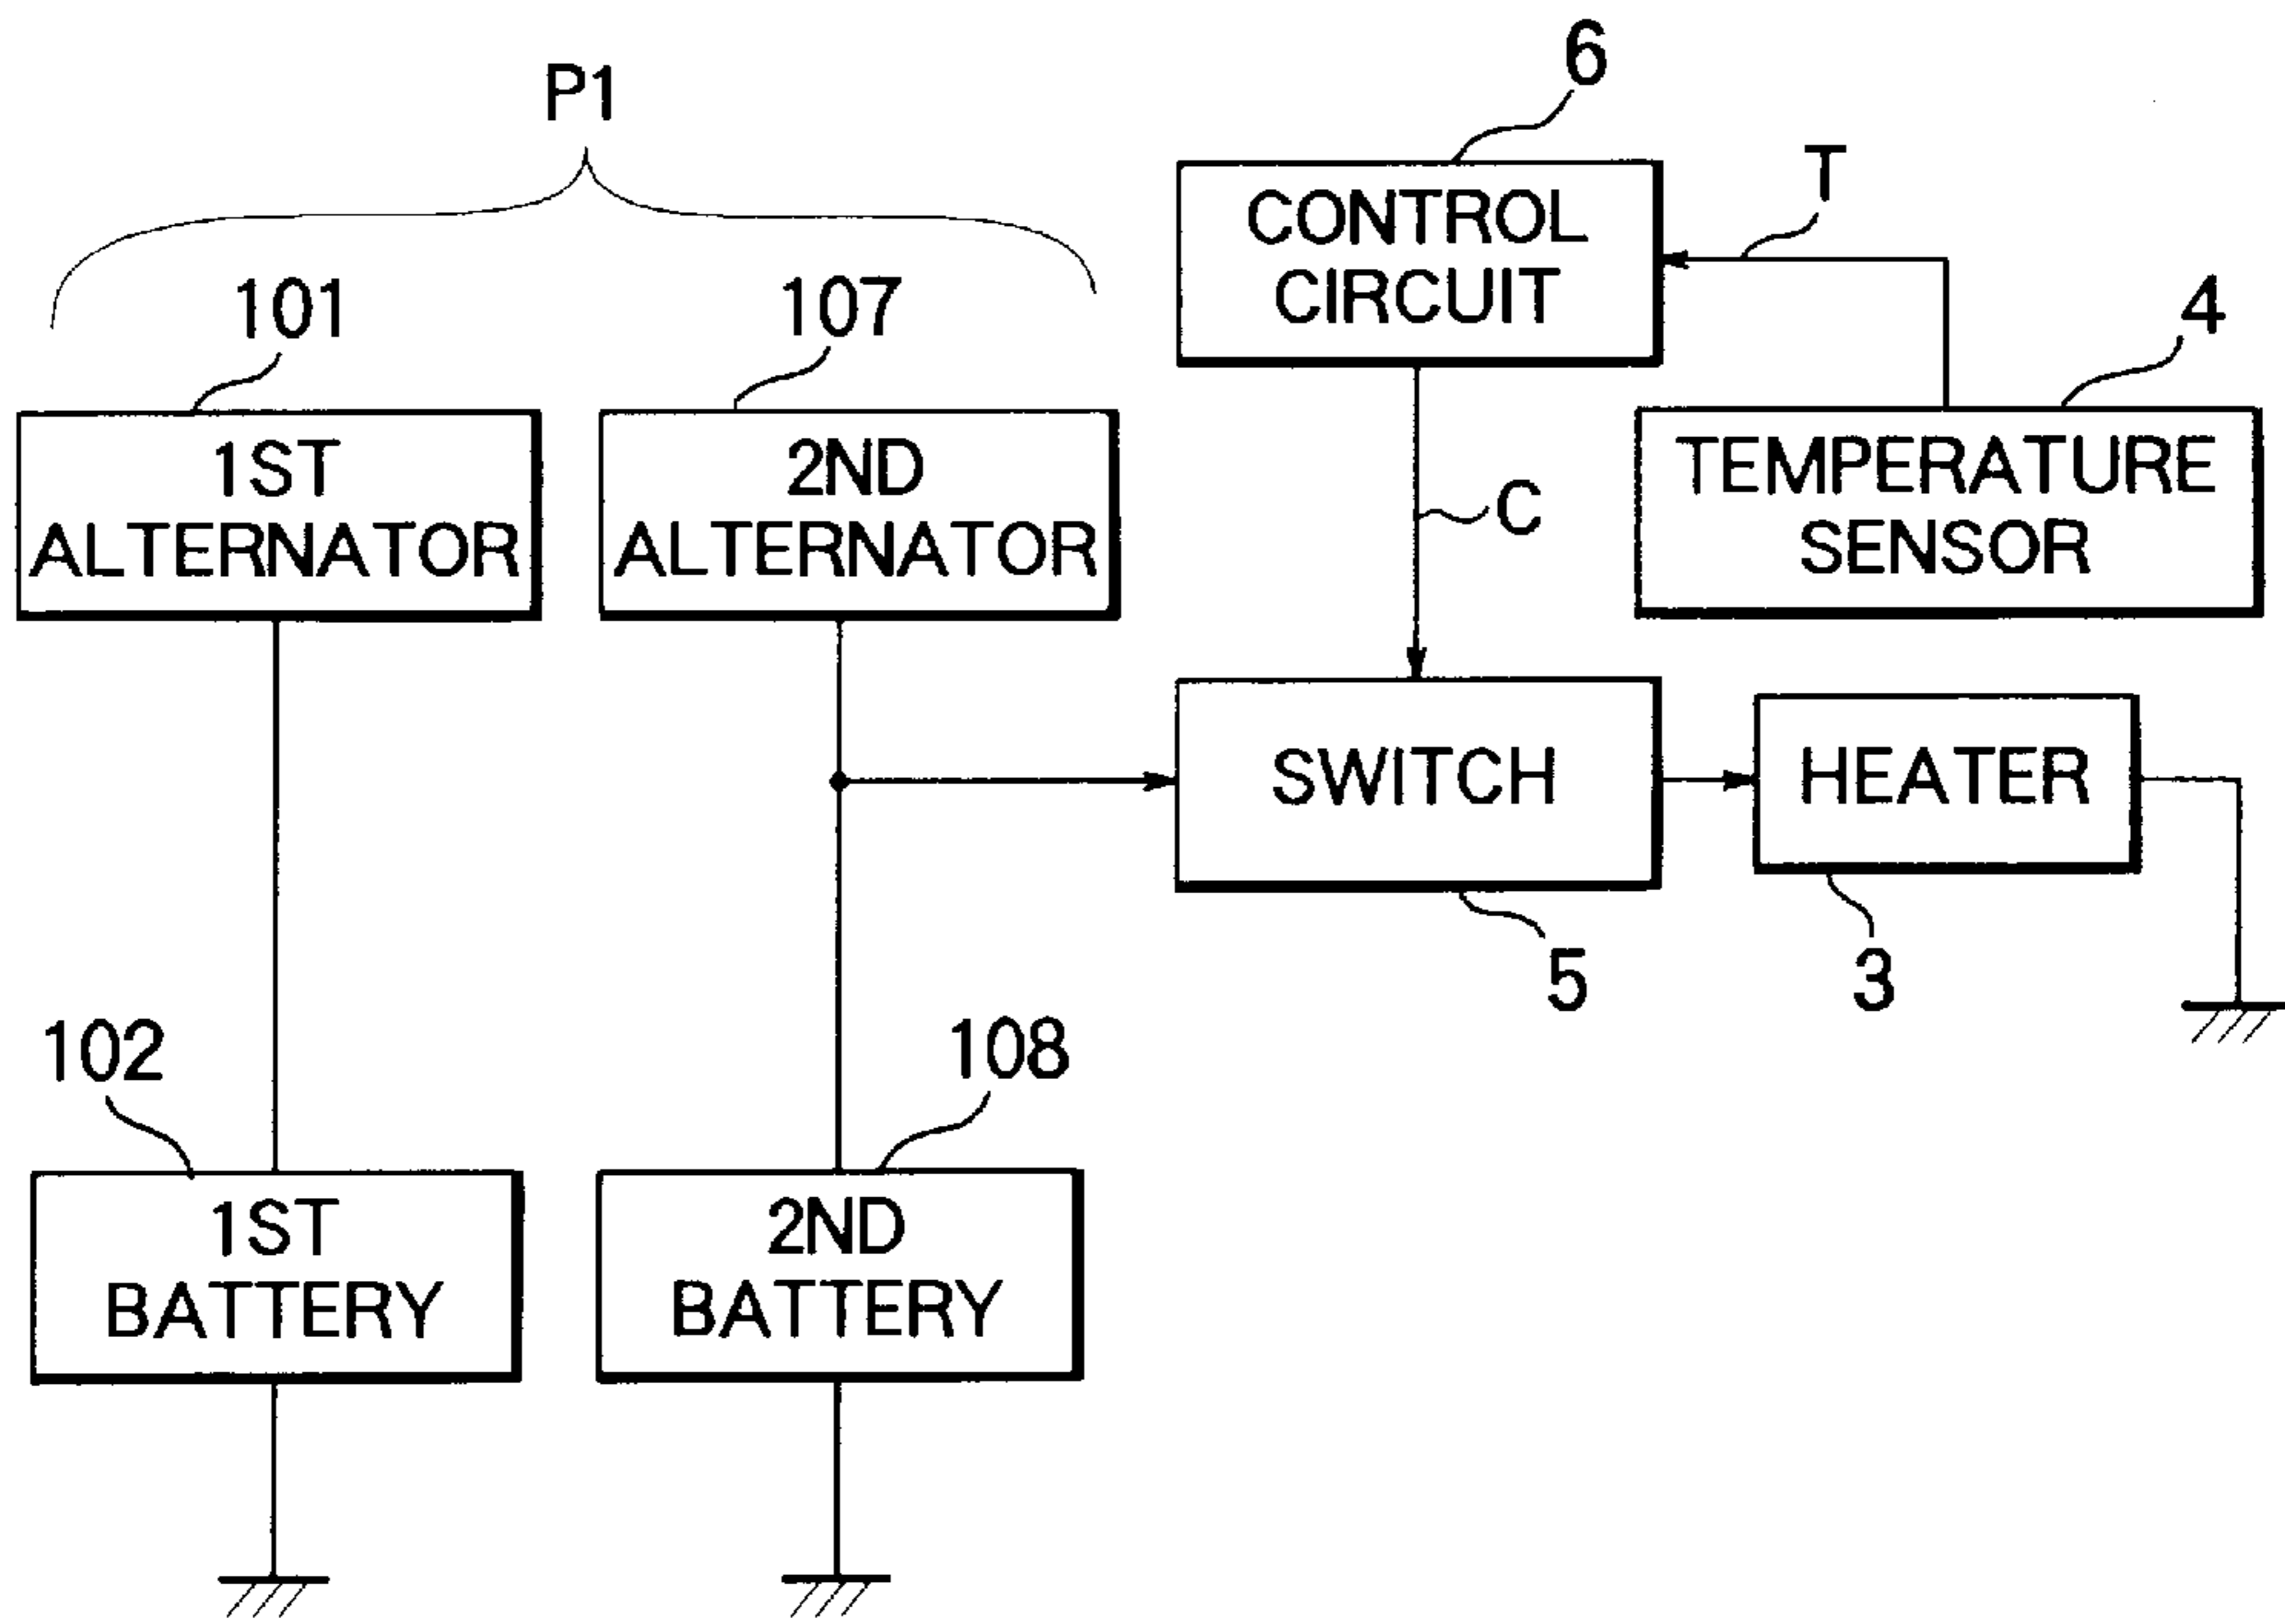 P1
6
T
101
107
CONTROL
CIRCUIT
4
1ST
ALTERNATOR
2ND
ALTERNATOR
C
TEMPERATURE
SENSOR
SWITCH
HEATER
5
3
102
108
1ST
BATTERY
2ND
BATTERY